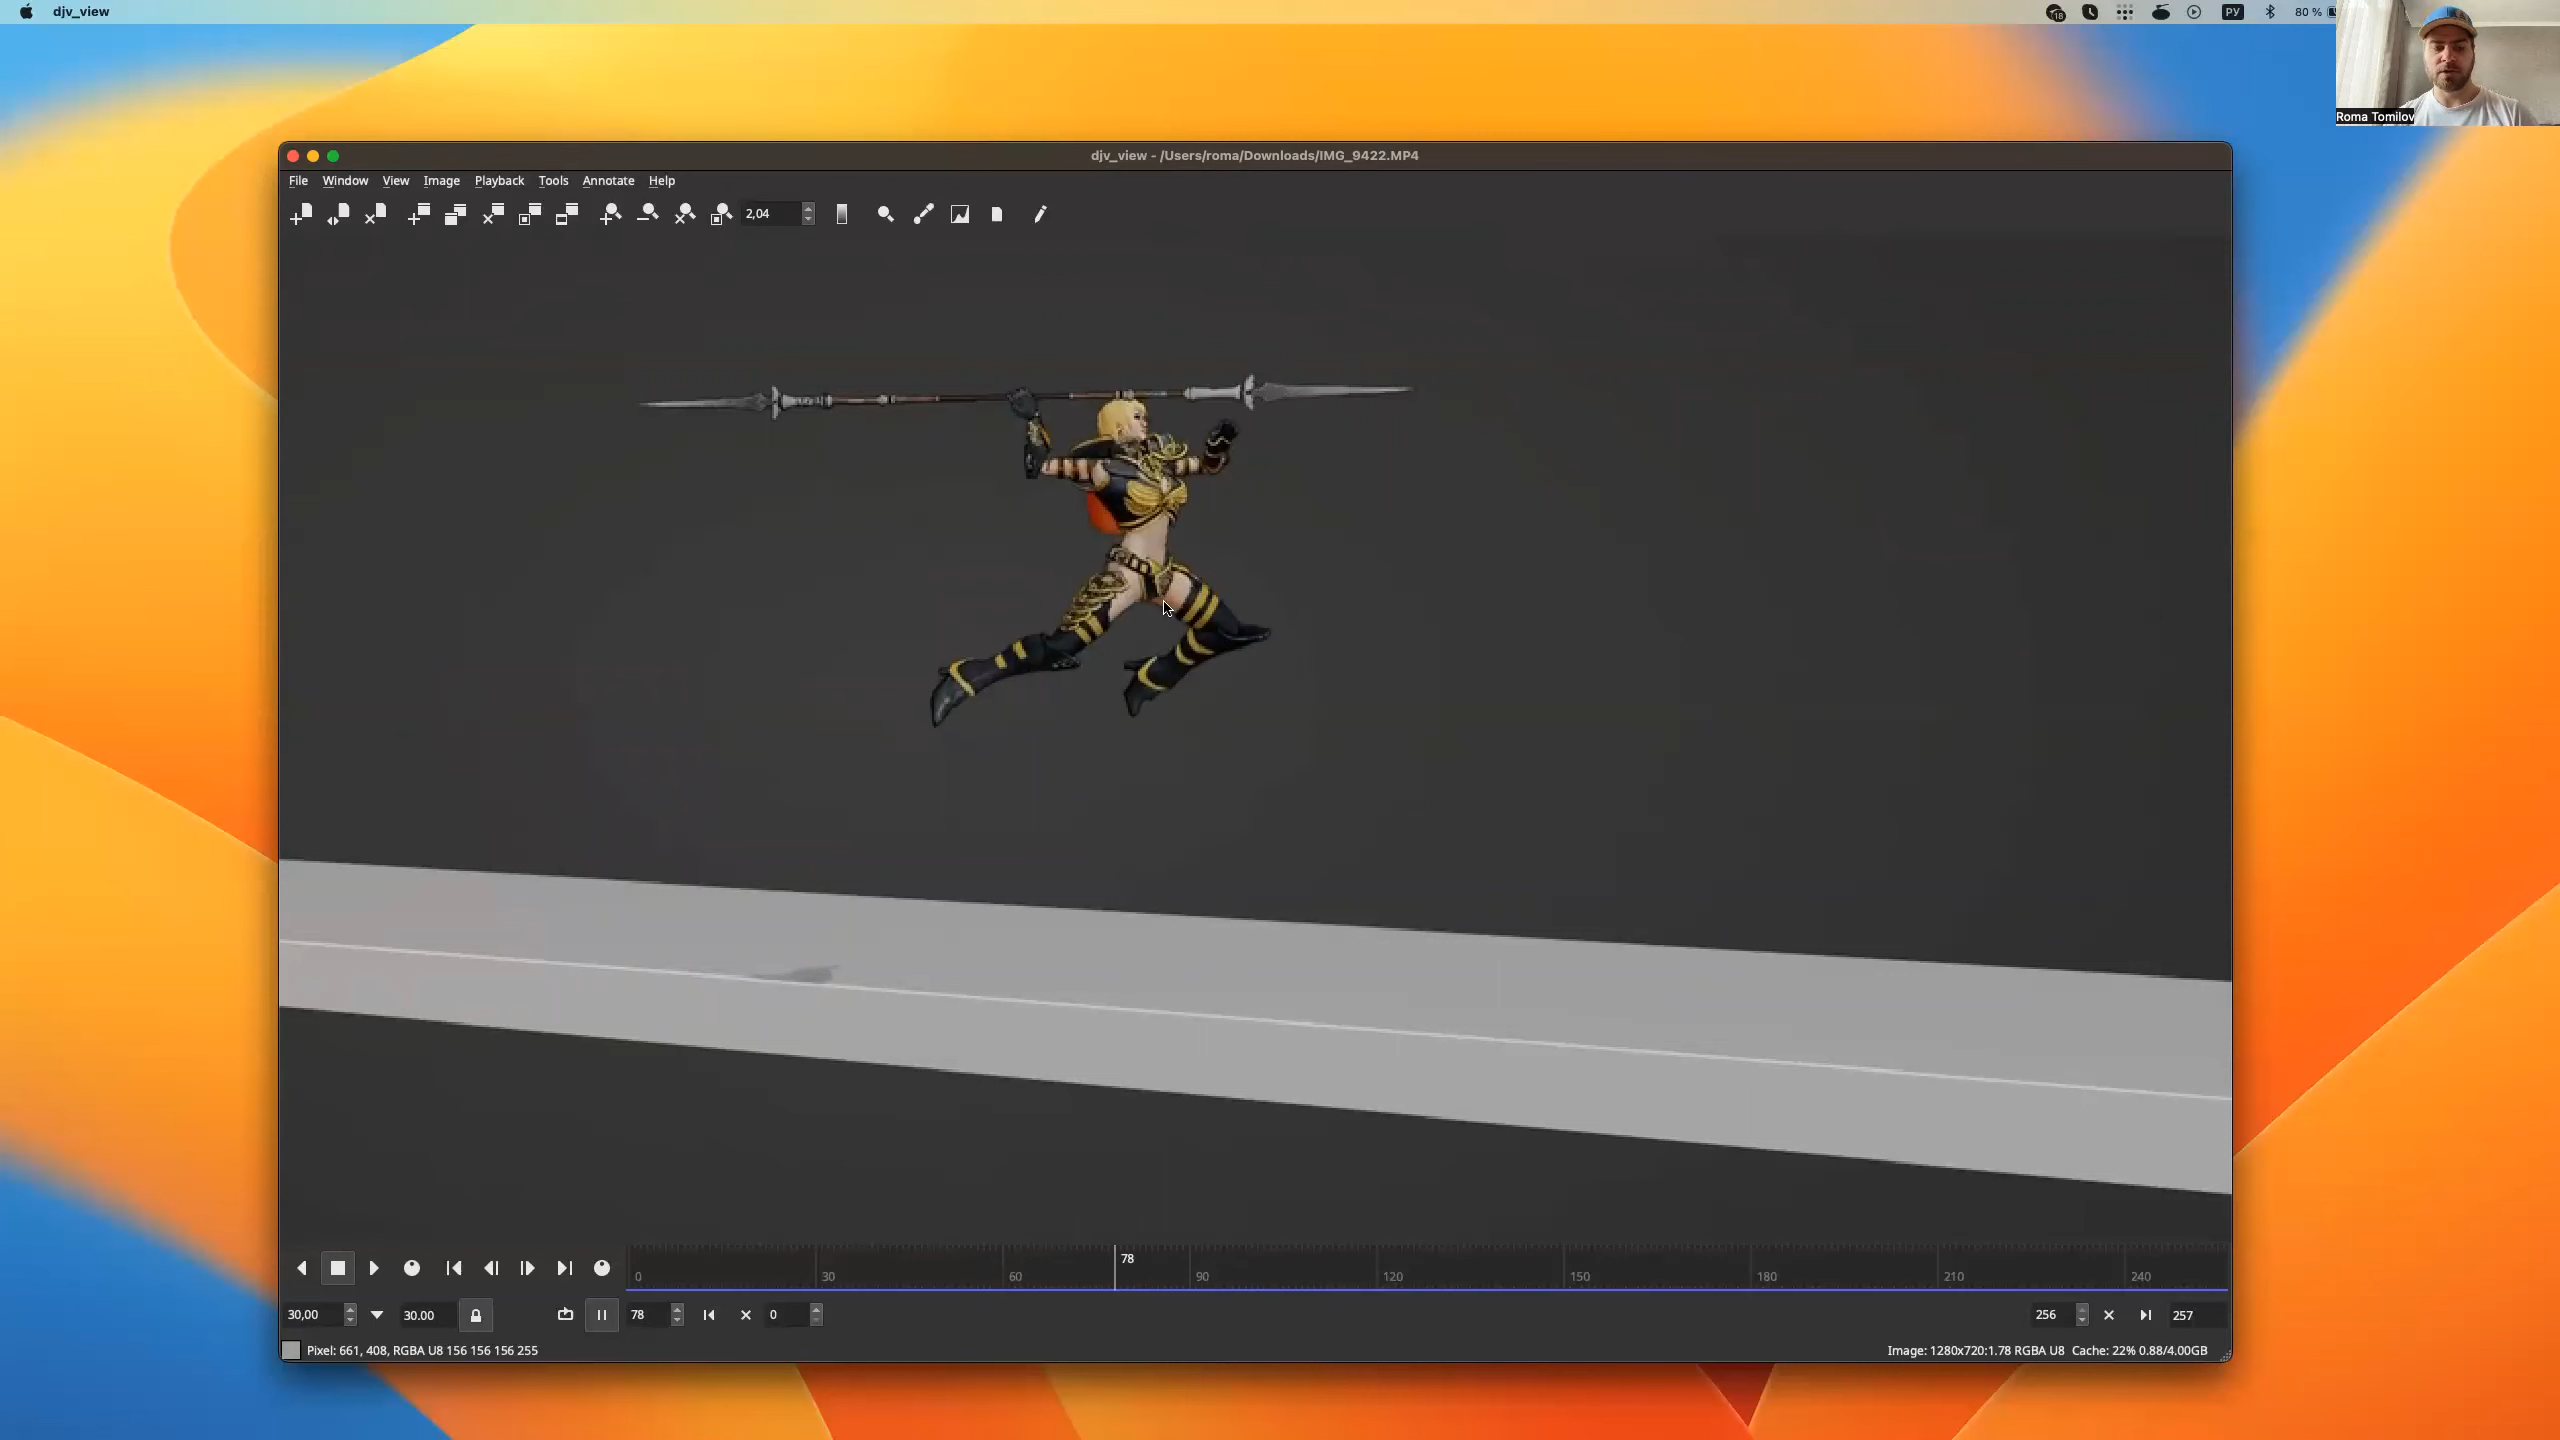 djv_view
18
РУ
80 %
Roma Tomilov
djv_view - /Users/roma/Downloads/IMG_9422.MP4
File Window View Image Playback Tools Annotate Help
2,04
78
0 30 60 90 120 150 180 210 240
30,00 30.00 78 0 256 257
Pixel: 661, 408, RGBA U8 156 156 156 255 Image: 1280x720:1.78 RGBA U8 Cache: 22% 0.88/4.00GB